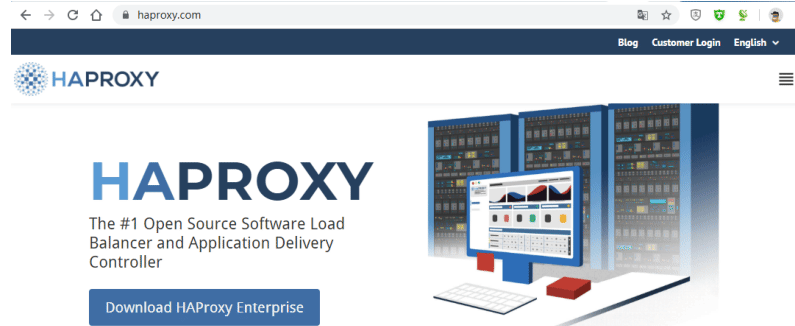 haproxy.com
Blog Customer Login English
HAPROXY
HAPROXY
The #1 Open Source Software Load
Balancer and Application Delivery
Controller
Download HAProxy Enterprise